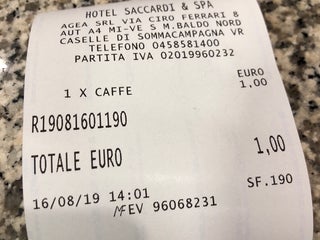 HOTEL SACCARDI & SPA
AGEA SRL VIA CIRO FERRARI 8
AUT A4 MI-VE S M.BALDO NORD
CASELLE DI SOMMACAMPAGNA VR
TELEFONO 0458581400
PARTITA IVA 02019960232
EURO
1 X CAFFE 1,00
R19081601190
TOTALE EURO 1,00
SF.190
16/08/19 14:01
MFEV 96068231